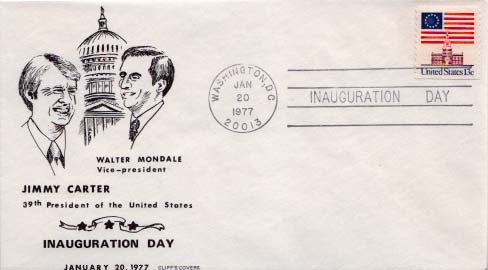 United States 13c
WASHINGTON, DC
JAN
20
1977
20013
INAUGURATION DAY
WALTER MONDALE
Vice-president
JIMMY CARTER
39th President of the United States
INAUGURATION DAY
JANUARY 20, 1977
CLIFF'S COVERS